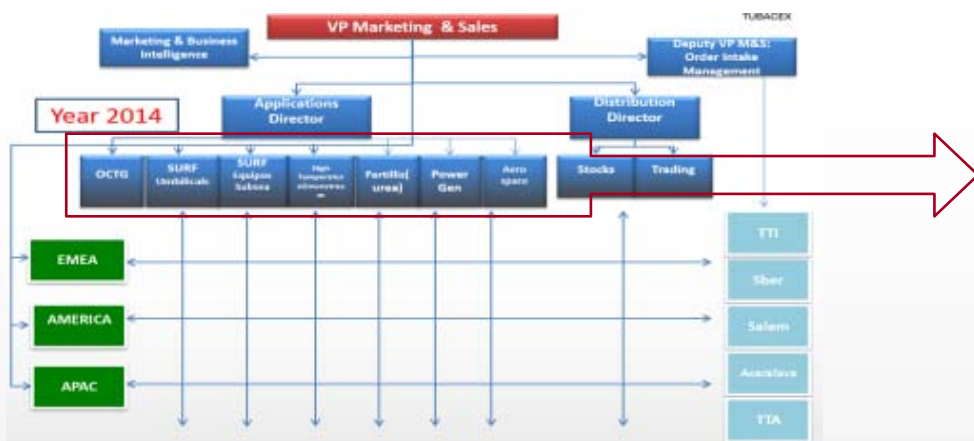 TUBACEX
VP Marketing & Sales
Marketing & Business
Intelligence
Deputy VP M&S:
Order Intake
Management
Year 2014
Applications
Director
Distribution
Director
OCTG
SURF
Umbilicals
SURF
Equipos
Subsea
High
Power
Gen
Aero
space
Stocks
Trading
EMEA
AMERICA
APAC
TTI
Sber
Salem
Acerálava
TTA